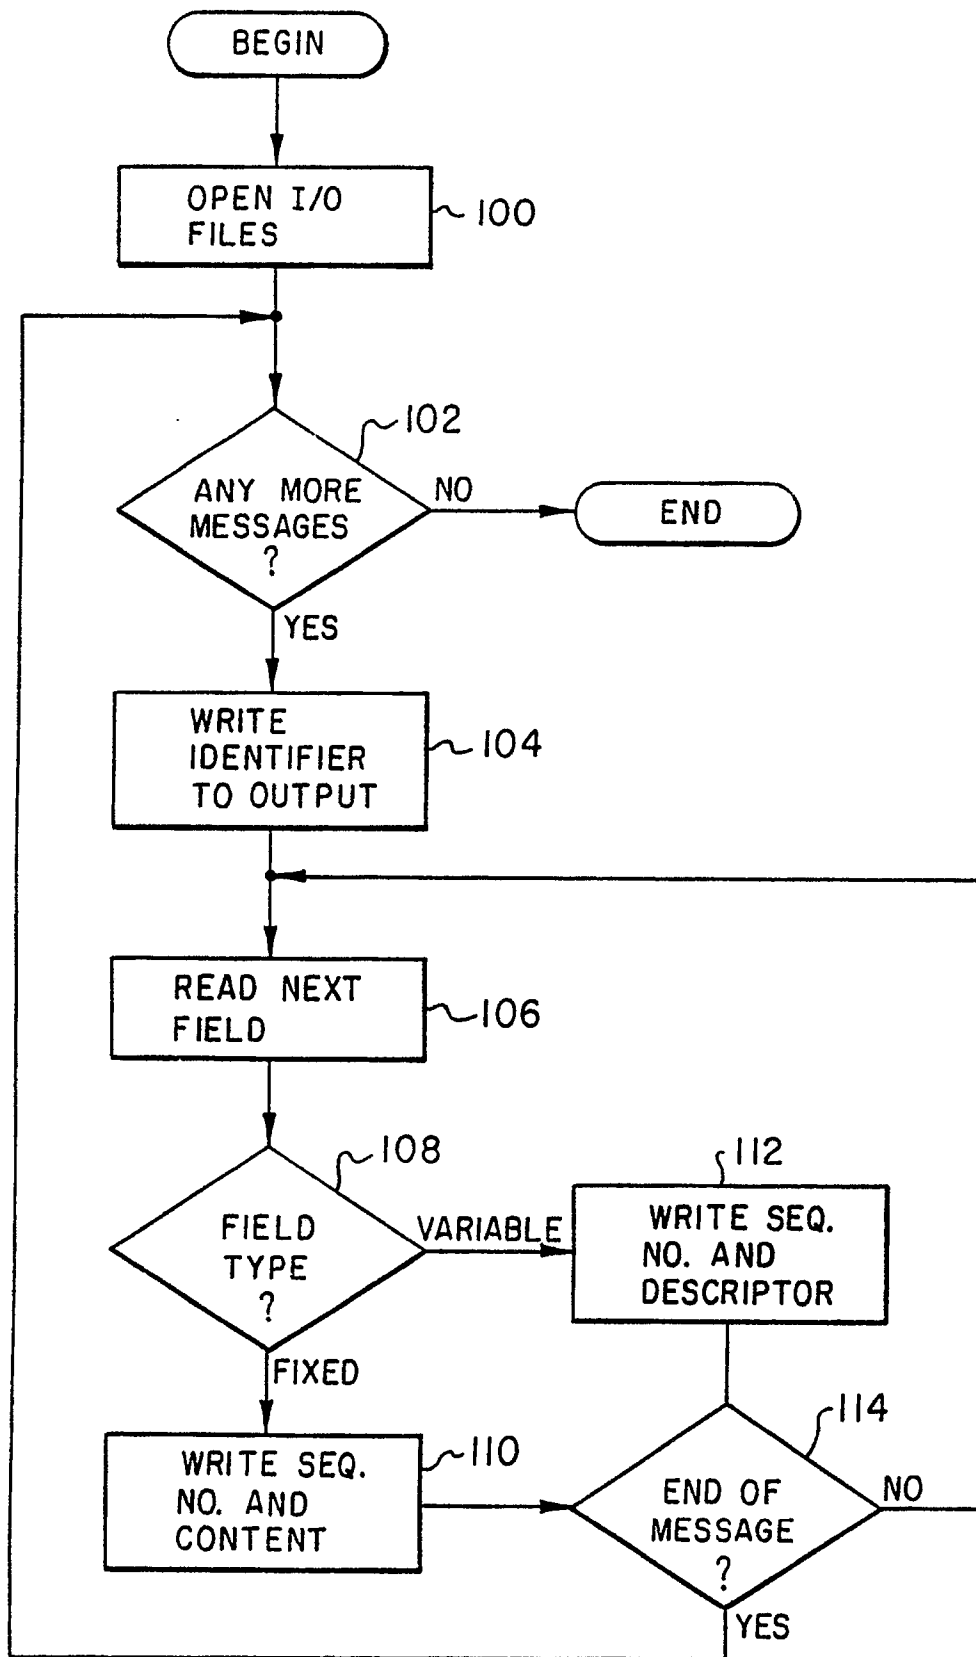 BEGIN
OPEN I/O
FILES
100
102
ANY MORE
MESSAGES
?
NO
END
YES
WRITE
IDENTIFIER
TO OUTPUT
104
READ NEXT
FIELD
106
108
FIELD
TYPE
?
VARIABLE
112
WRITE SEQ.
NO. AND
DESCRIPTOR
FIXED
WRITE SEQ.
NO. AND
CONTENT
110
114
END OF
MESSAGE
?
NO
YES